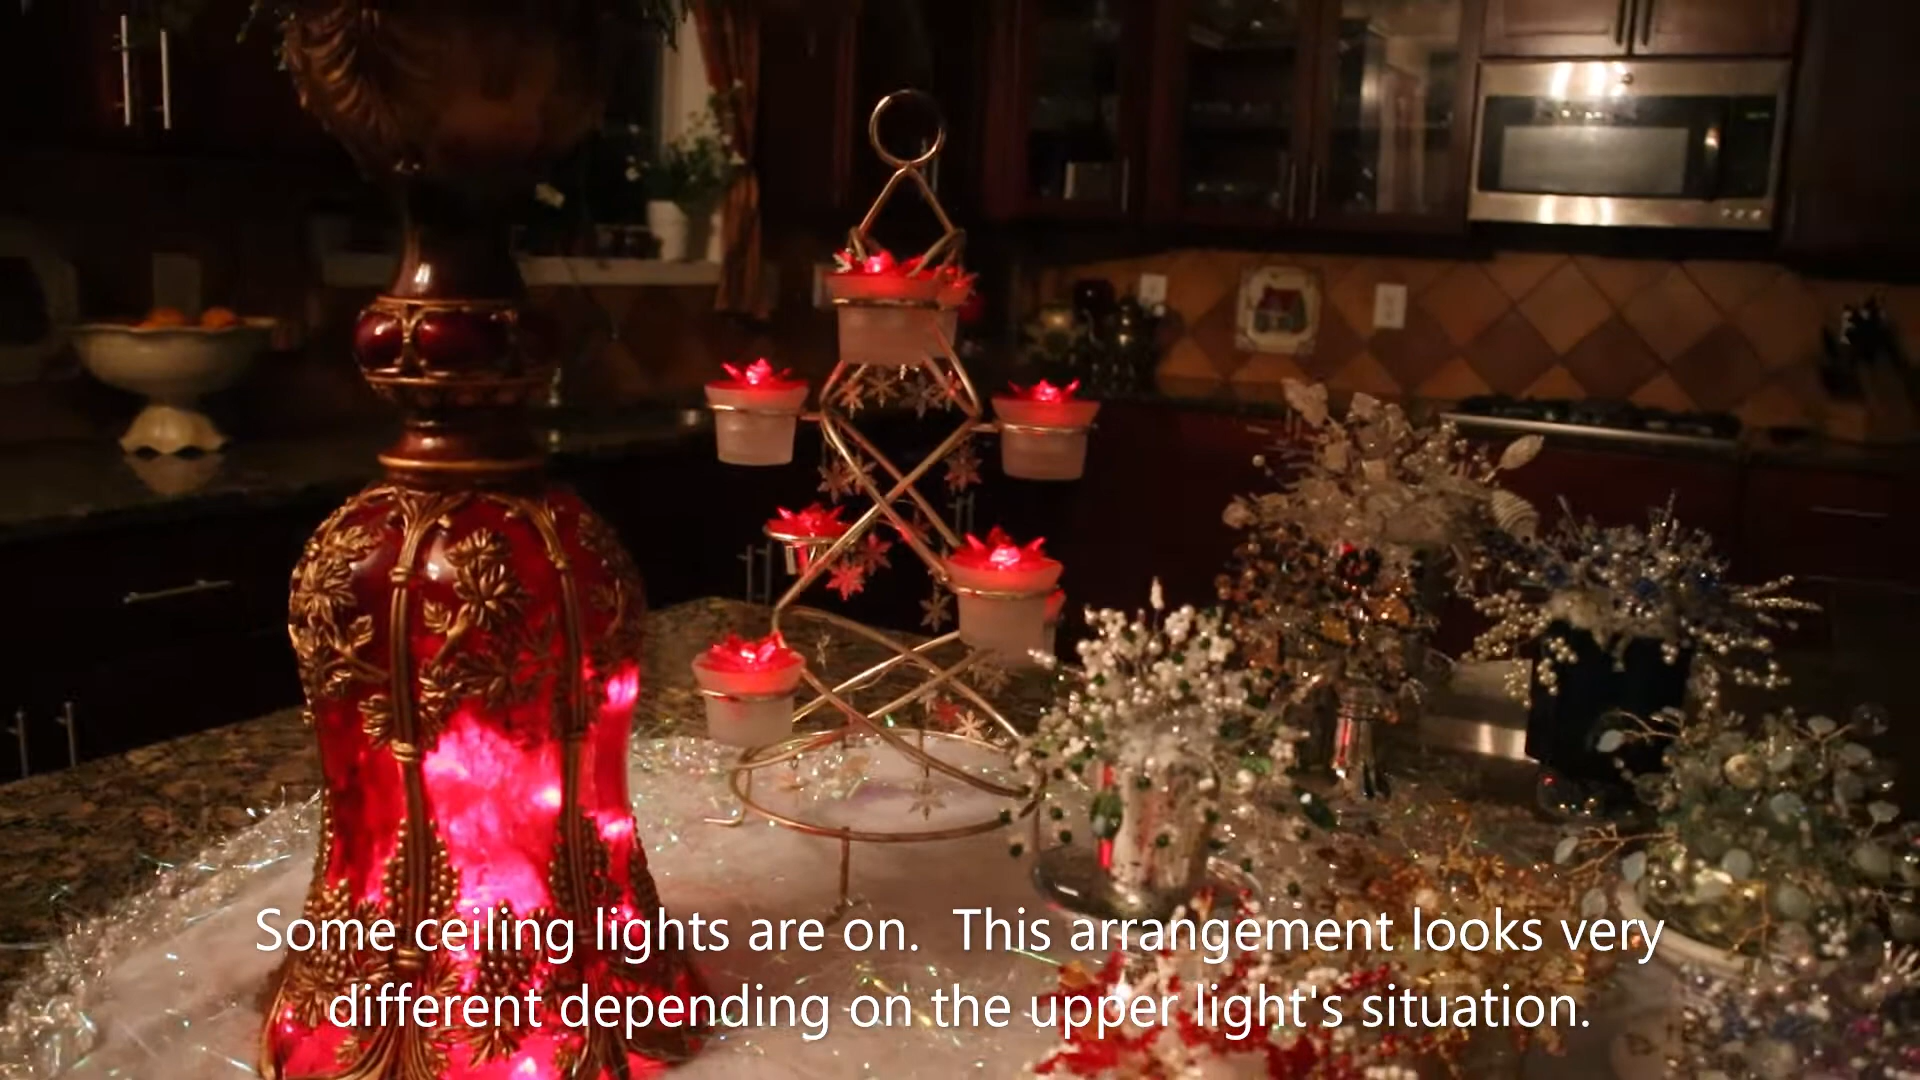 Some ceiling lights are on.  This arrangement looks very
different depending on the upper light's situation.